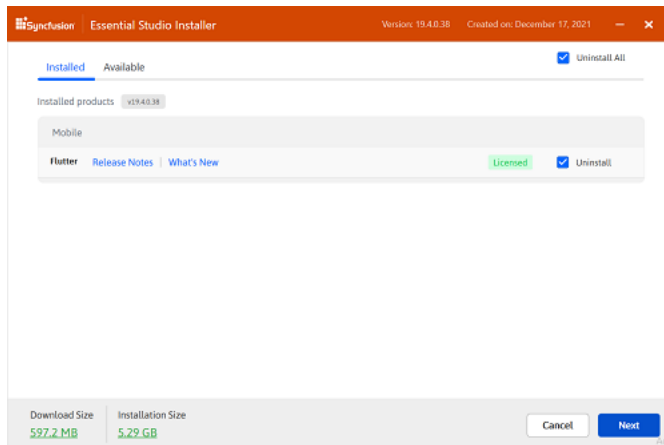 Syncfusion Essential Studio Installer Version: 19.4.0.38 Created on: December 17, 2021
Installed Available Uninstall All
Installed products v19.4.0.38
Mobile
Flutter Release Notes | What's New Licensed Uninstall
Download Size Installation Size
597.2 MB 5.29 GB
Cancel Next